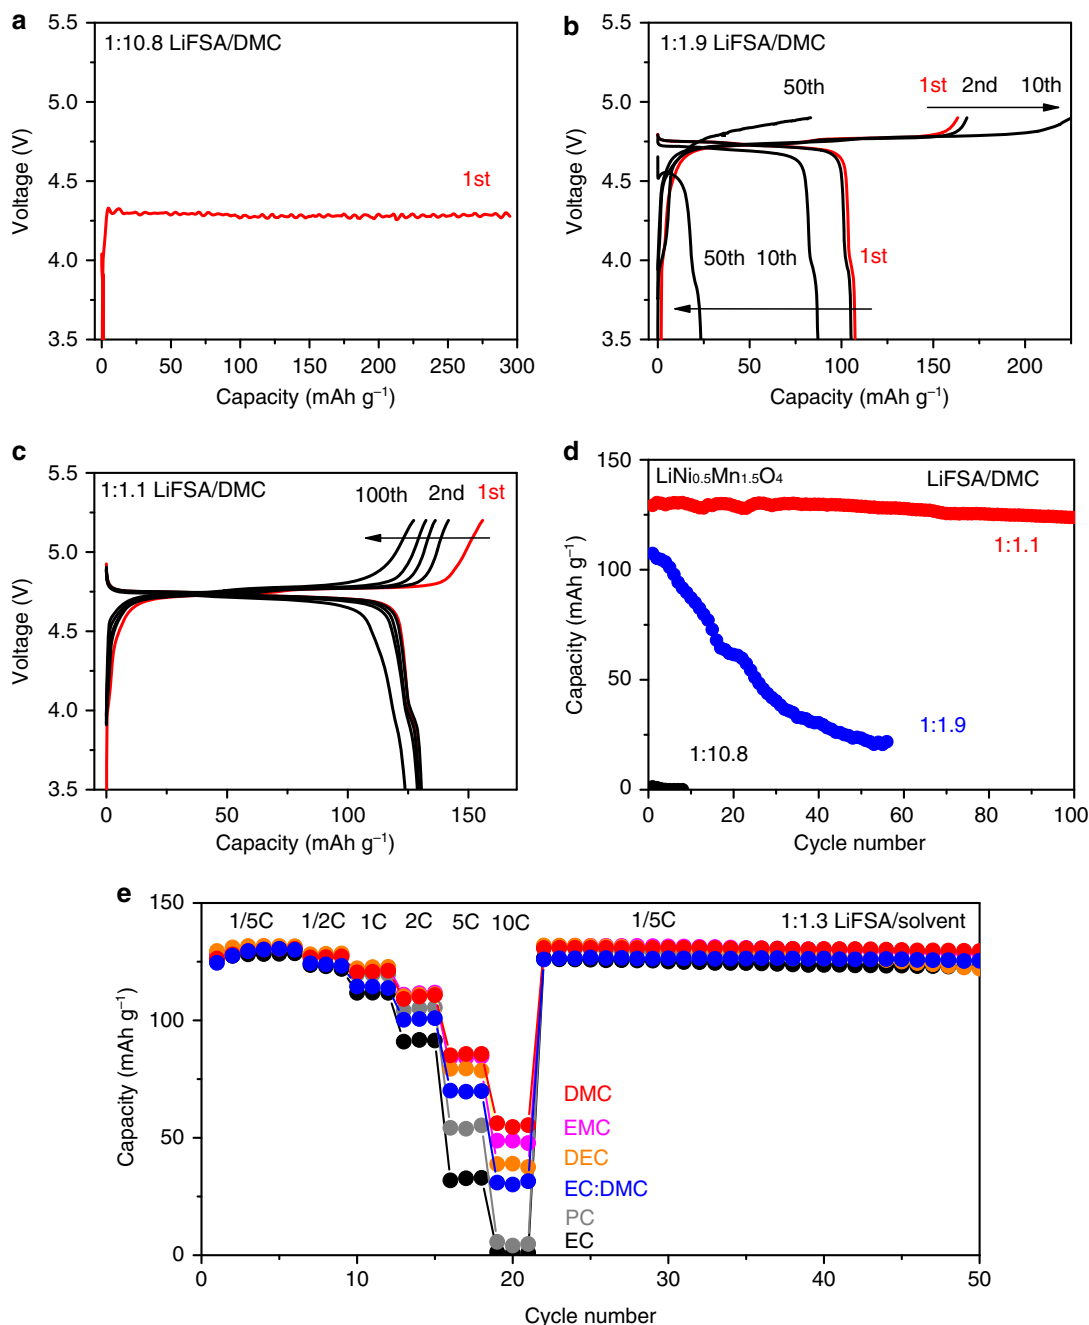 a
1:10.8 LiFSA/DMC
5.5
5.0
4.5
4.0
3.5
Voltage (V)
1st
0 50 100 150 200 250 300
Capacity (mAh g⁻¹)
b
1:1.9 LiFSA/DMC
5.5
5.0
4.5
4.0
3.5
Voltage (V)
50th
1st 2nd 10th
50th 10th 1st
0 50 100 150 200
Capacity (mAh g⁻¹)
c
1:1.1 LiFSA/DMC
5.5
5.0
4.5
4.0
3.5
Voltage (V)
100th 2nd 1st
0 50 100 150
Capacity (mAh g⁻¹)
d
LiNi₀.₅Mn₁.₅O₄ LiFSA/DMC
150
100
50
0
Capacity (mAh g⁻¹)
1:1.1
1:1.9
1:10.8
0 20 40 60 80 100
Cycle number
e
1/5C 1/2C 1C 2C 5C 10C 1/5C 1:1.3 LiFSA/solvent
150
100
50
0
Capacity (mAh g⁻¹)
DMC
EMC
DEC
EC:DMC
PC
EC
0 10 20 30 40 50
Cycle number